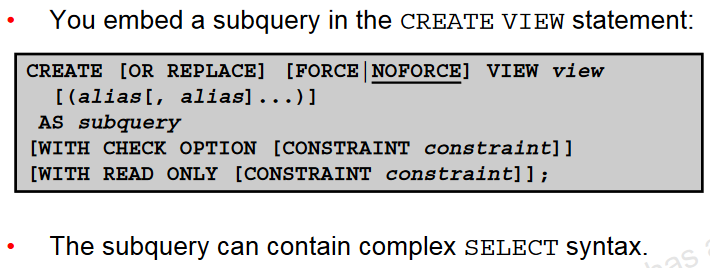 • You embed a subquery in the CREATE VIEW statement:
CREATE [OR REPLACE] [FORCE|NOFORCE] VIEW view
[(alias[, alias]...)]
AS subquery
[WITH CHECK OPTION [CONSTRAINT constraint]]
[WITH READ ONLY [CONSTRAINT constraint]];
• The subquery can contain complex SELECT syntax.
has a